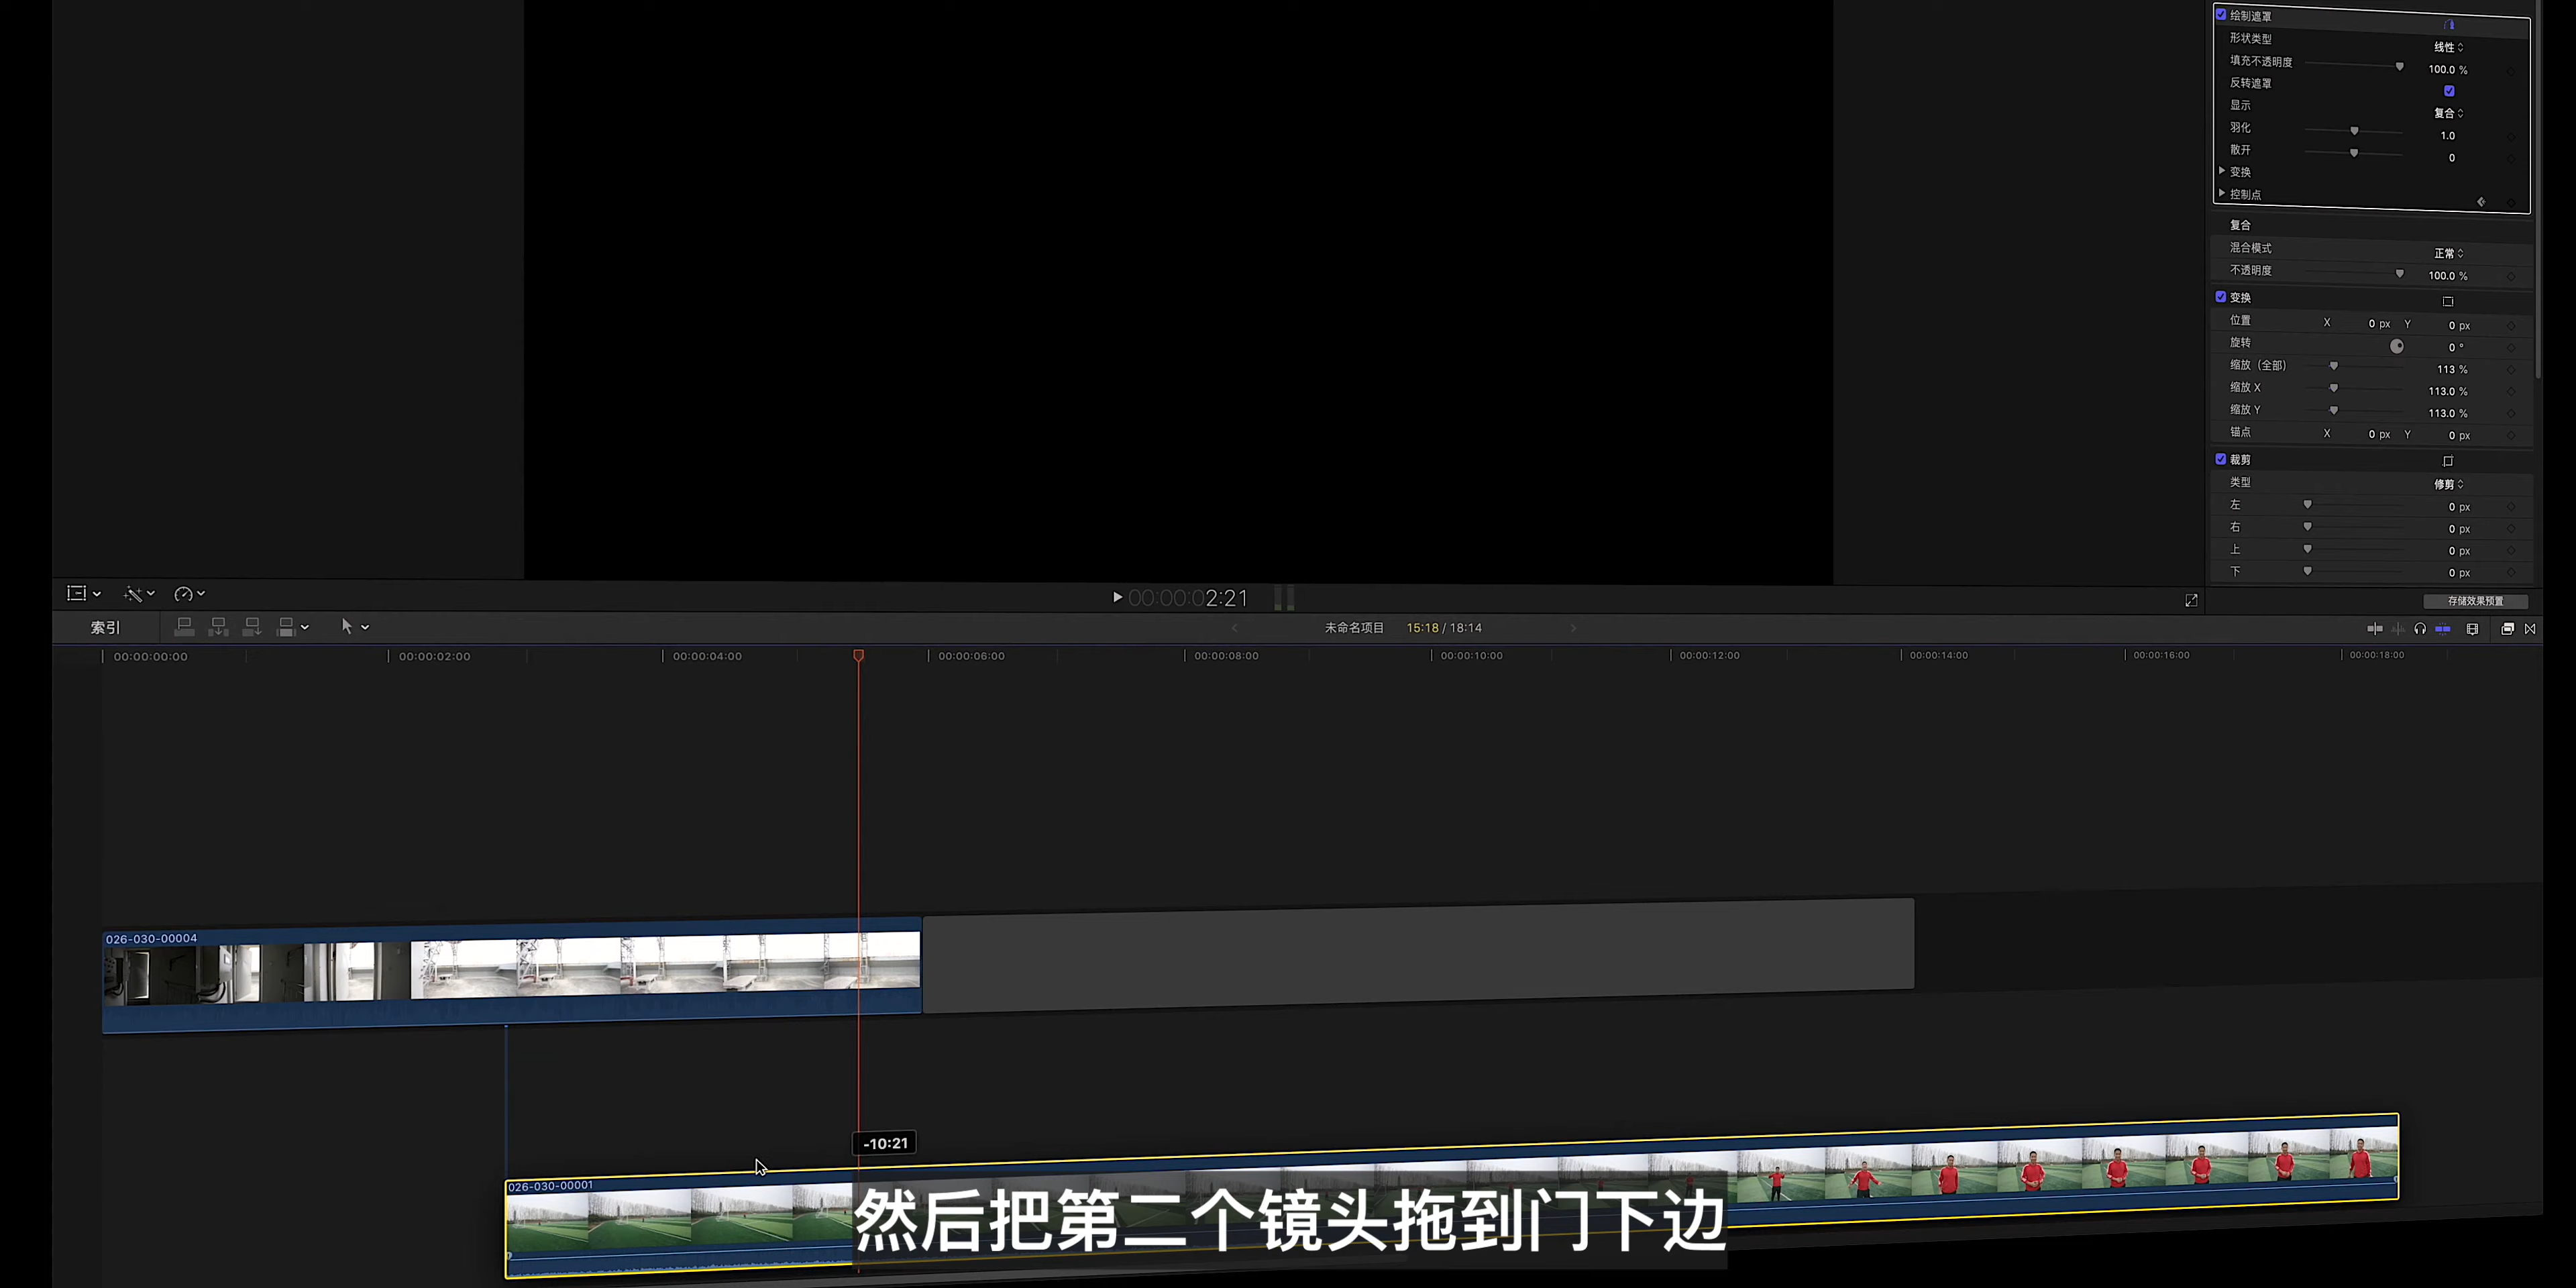 绘制遮罩
形状类型 线性
填充不透明度 100.0 %
反转遮罩
显示 复合
羽化 1.0
散开 0
变换
控制点
复合
混合模式 正常
不透明度 100.0 %
变换
位置 X 0 px Y 0 px
旋转 0 °
缩放（全部） 113 %
缩放 X 113.0 %
缩放 Y 113.0 %
锚点 X 0 px Y 0 px
裁剪
类型 修剪
左 0 px
右 0 px
上 0 px
下 0 px
存储效果预置
00:00:02:21
索引 未命名项目 15:18 / 18:14
00:00:00:00 00:00:02:00 00:00:04:00 00:00:06:00 00:00:08:00 00:00:10:00 00:00:12:00 00:00:14:00 00:00:16:00 00:00:18:00
026-030-00004
-10:21
026-030-00001
然后把第二个镜头拖到门下边